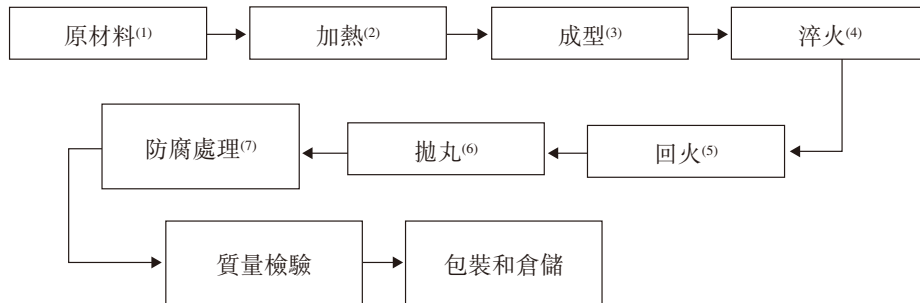 原材料(1)
加熱(2)
成型(3)
淬火(4)
回火(5)
拋丸(6)
防腐處理(7)
質量檢驗
包裝和倉儲